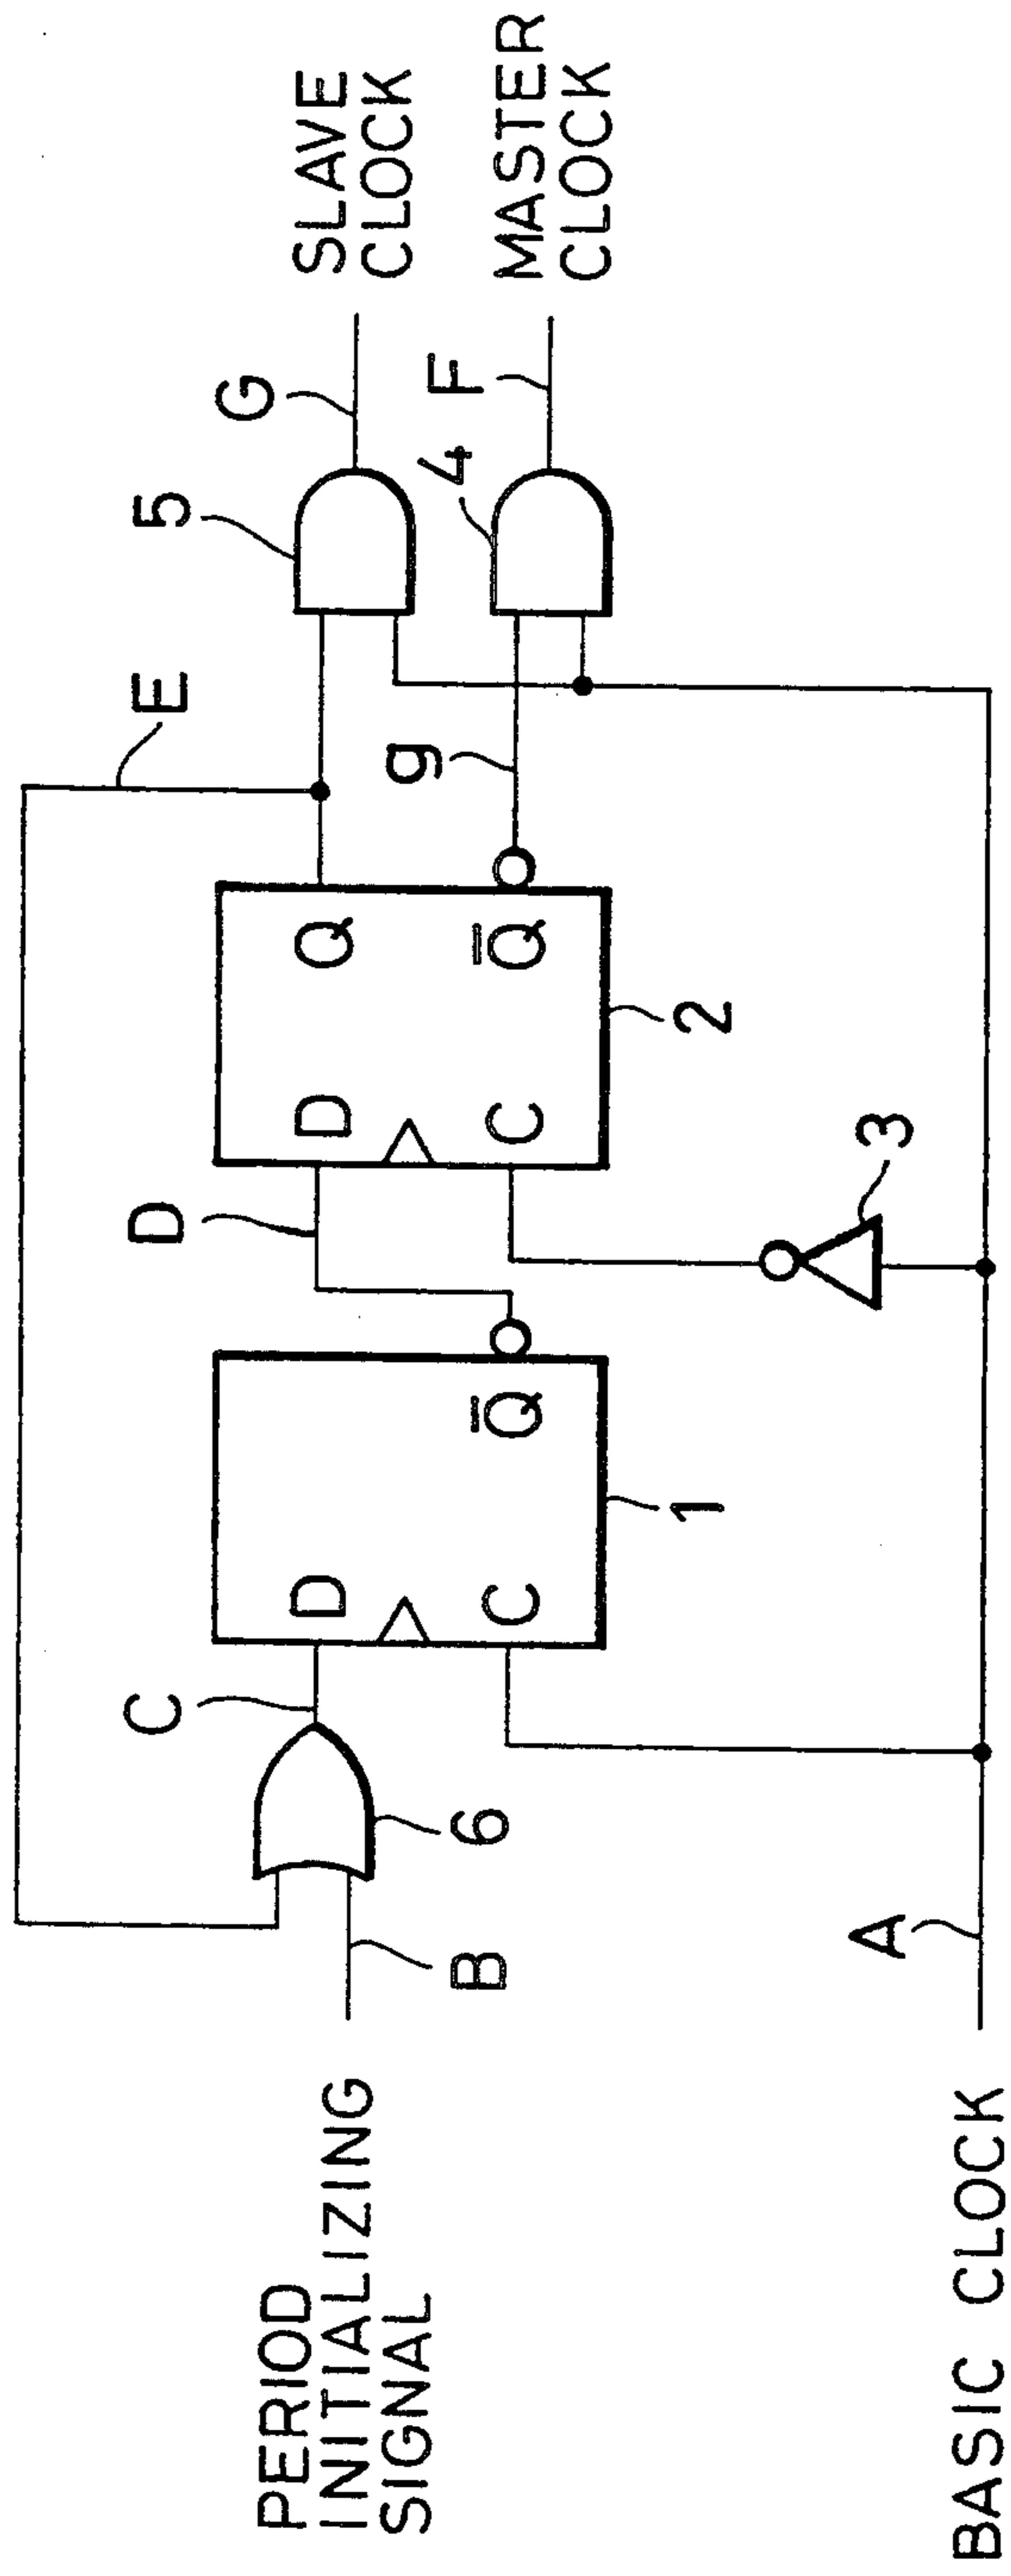 PERIOD
INITIALIZING
SIGNAL
BASIC CLOCK
B
A
6
C
D
C
Q̅
1
D
3
D
C
Q
Q̅
2
E
g
5
4
G
F
SLAVE
CLOCK
MASTER
CLOCK